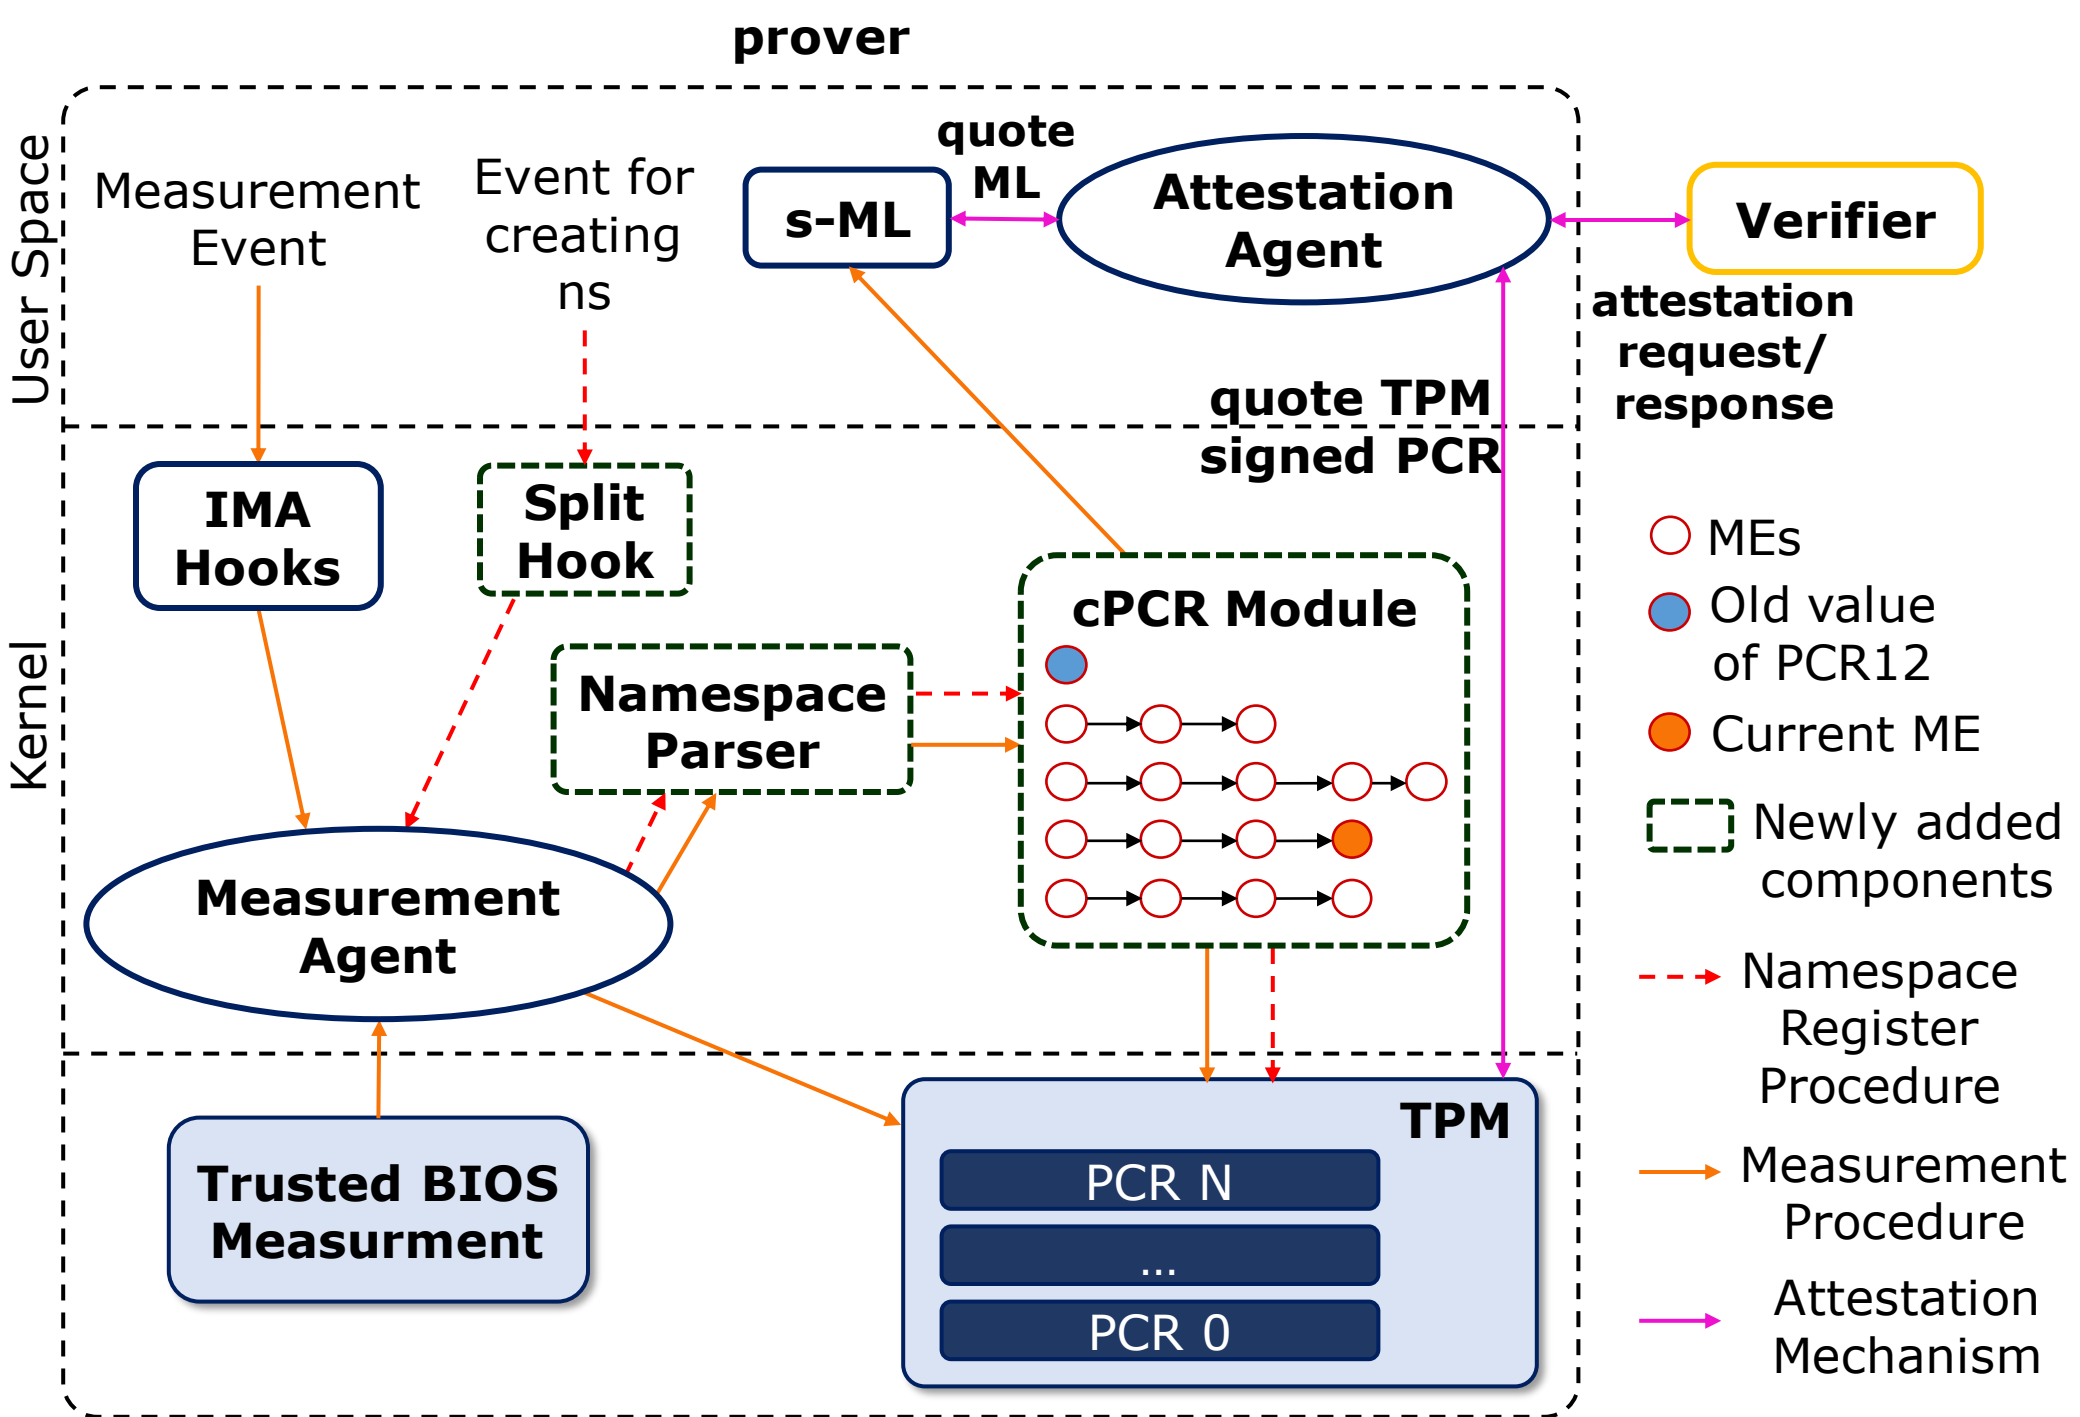 prover
User Space
Measurement
Event
Event for
creating
ns
s-ML
quote
ML
Attestation
Agent
Verifier
attestation
request/
response
quote TPM
signed PCR
Kernel
IMA
Hooks
Split
Hook
Namespace
Parser
cPCR Module
Measurement
Agent
Trusted BIOS
Measurment
TPM
PCR N
...
PCR 0
MEs
Old value
of PCR12
Current ME
Newly added
components
Namespace
Register
Procedure
Measurement
Procedure
Attestation
Mechanism